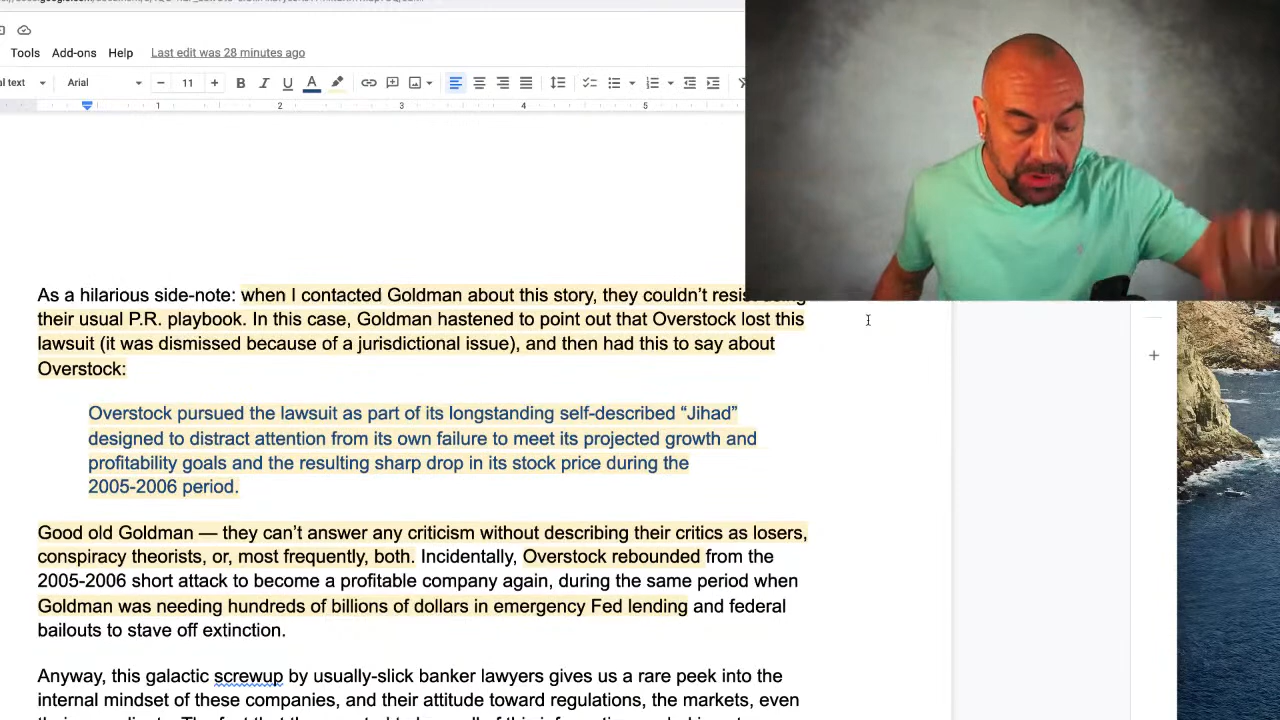 Tools Add-ons Help Last edit was 28 minutes ago
al text Arial 11 B I U A
1 2 3 4 5
As a hilarious side-note: when I contacted Goldman about this story, they couldn’t resist using
their usual P.R. playbook. In this case, Goldman hastened to point out that Overstock lost this
lawsuit (it was dismissed because of a jurisdictional issue), and then had this to say about
Overstock:
Overstock pursued the lawsuit as part of its longstanding self-described “Jihad”
designed to distract attention from its own failure to meet its projected growth and
profitability goals and the resulting sharp drop in its stock price during the
2005-2006 period.
Good old Goldman — they can’t answer any criticism without describing their critics as losers,
conspiracy theorists, or, most frequently, both. Incidentally, Overstock rebounded from the
2005-2006 short attack to become a profitable company again, during the same period when
Goldman was needing hundreds of billions of dollars in emergency Fed lending and federal
bailouts to stave off extinction.
Anyway, this galactic screwup by usually-slick banker lawyers gives us a rare peek into the
internal mindset of these companies, and their attitude toward regulations, the markets, even